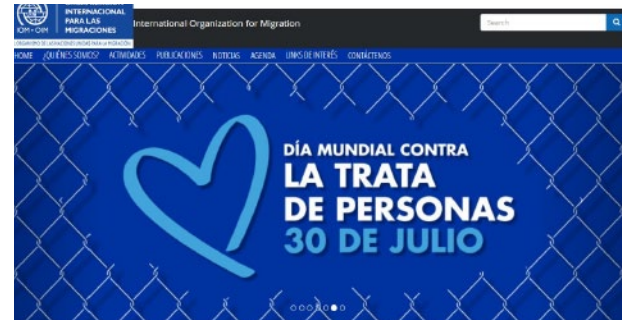 INTERNACIONAL
PARA LAS
MIGRACIONES
IOM • OIM
International Organization for Migration
Search
HOME ¿QUIÉNES SOMOS? ACTIVIDADES PUBLICACIONES NOTICIAS AGENDA LINKS DE INTERÉS CONTÁCTENOS
DÍA MUNDIAL CONTRA
LA TRATA
DE PERSONAS
30 DE JULIO